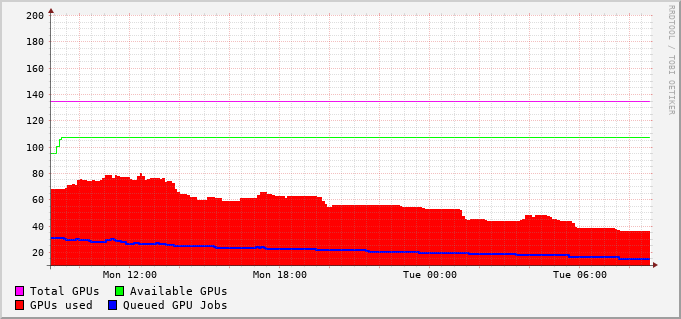 200
180
160
140
120
100
80
60
40
20
Mon 12:00 Mon 18:00 Tue 00:00 Tue 06:00
Total GPUs Available GPUs
GPUs used Queued GPU Jobs
RRDTOOL / TOBI OETIKER